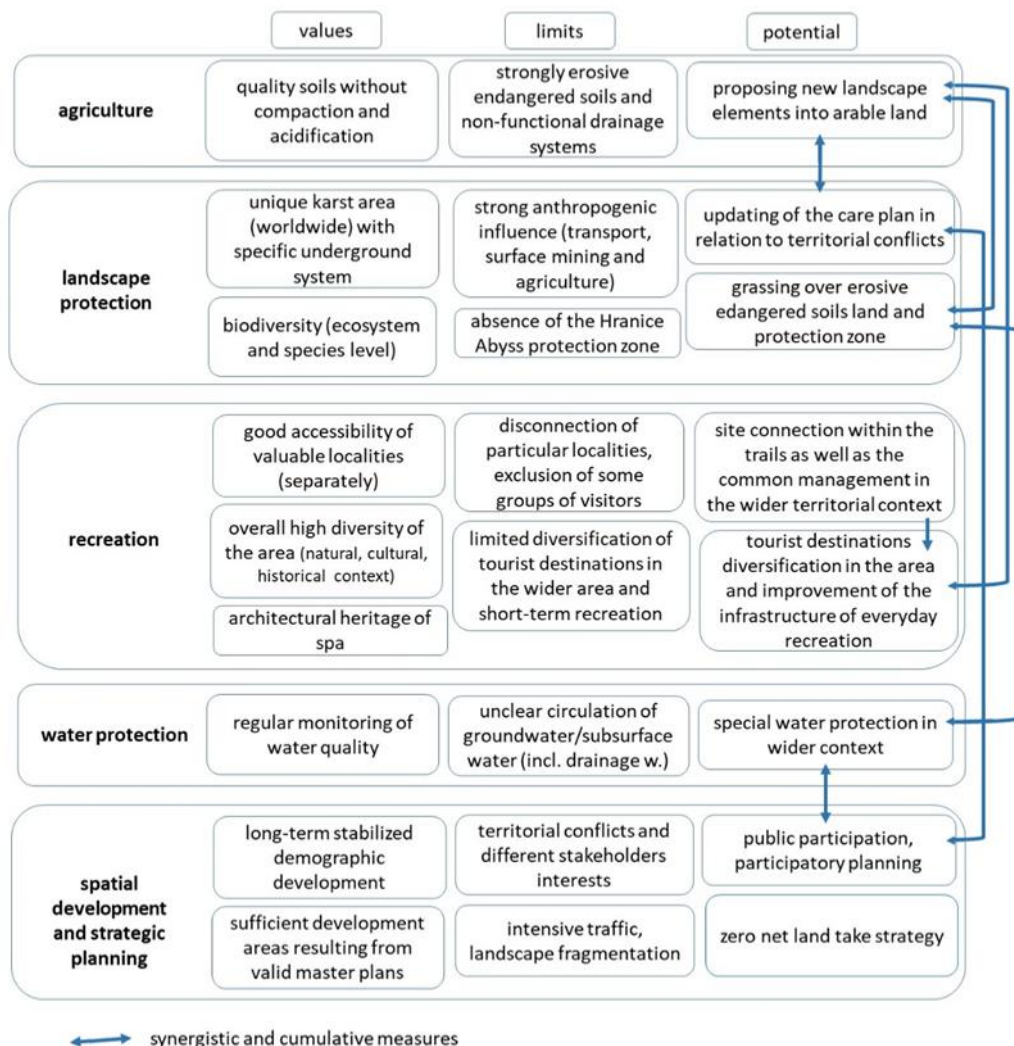 values
limits
potential
agriculture
quality soils without
compaction and
acidification
strongly erosive
endangered soils and
non-functional drainage
systems
proposing new landscape
elements into arable land
landscape
protection
unique karst area
(worldwide) with
specific underground
system
biodiversity (ecosystem
and species level)
strong anthropogenic
influence (transport,
surface mining and
agriculture)
absence of the Hranice
Abyss protection zone
updating of the care plan in
relation to territorial conflicts
grassing over erosive
edangered soils land and
protection zone
recreation
good accessibility of
valuable localities
(separately)
overall high diversity of
the area (natural, cultural,
historical context)
architectural heritage of
spa
disconnection of
particular localities,
exclusion of some
groups of visitors
limited diversification of
tourist destinations in
the wider area and
short-term recreation
site connection within the
trails as well as the
common management in
the wider territorial context
tourist destinations
diversification in the area
and improvement of the
infrastructure of everyday
recreation
water protection
regular monitoring of
water quality
unclear circulation of
groundwater/subsurface
water (incl. drainage w.)
special water protection in
wider context
spatial
development
and strategic
planning
long-term stabilized
demographic
development
sufficient development
areas resulting from
valid master plans
territorial conflicts and
different stakeholders
interests
intensive traffic,
landscape fragmentation
public participation,
participatory planning
zero net land take strategy
synergistic and cumulative measures